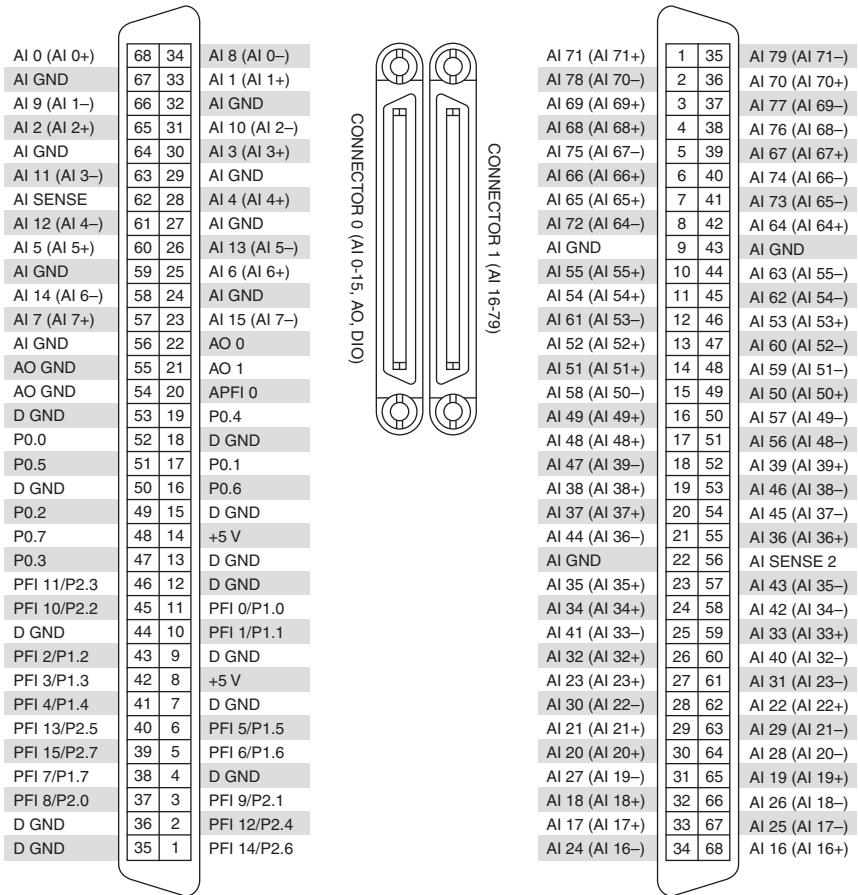 AI 0 (AI 0+) 68 34 AI 8 (AI 0–)
AI GND 67 33 AI 1 (AI 1+)
AI 9 (AI 1–) 66 32 AI GND
AI 2 (AI 2+) 65 31 AI 10 (AI 2–)
AI GND 64 30 AI 3 (AI 3+)
AI 11 (AI 3–) 63 29 AI GND
AI SENSE 62 28 AI 4 (AI 4+)
AI 12 (AI 4–) 61 27 AI GND
AI 5 (AI 5+) 60 26 AI 13 (AI 5–)
AI GND 59 25 AI 6 (AI 6+)
AI 14 (AI 6–) 58 24 AI GND
AI 7 (AI 7+) 57 23 AI 15 (AI 7–)
AI GND 56 22 AO 0
AO GND 55 21 AO 1
AO GND 54 20 APFI 0
D GND 53 19 P0.4
P0.0 52 18 D GND
P0.5 51 17 P0.1
D GND 50 16 P0.6
P0.2 49 15 D GND
P0.7 48 14 +5 V
P0.3 47 13 D GND
PFI 11/P2.3 46 12 D GND
PFI 10/P2.2 45 11 PFI 0/P1.0
D GND 44 10 PFI 1/P1.1
PFI 2/P1.2 43 9 D GND
PFI 3/P1.3 42 8 +5 V
PFI 4/P1.4 41 7 D GND
PFI 13/P2.5 40 6 PFI 5/P1.5
PFI 15/P2.7 39 5 PFI 6/P1.6
PFI 7/P1.7 38 4 D GND
PFI 8/P2.0 37 3 PFI 9/P2.1
D GND 36 2 PFI 12/P2.4
D GND 35 1 PFI 14/P2.6
CONNECTOR 0 (AI 0-15, AO, DIO)
CONNECTOR 1 (AI 16-79)
AI 71 (AI 71+) 1 35 AI 79 (AI 71–)
AI 78 (AI 70–) 2 36 AI 70 (AI 70+)
AI 69 (AI 69+) 3 37 AI 77 (AI 69–)
AI 68 (AI 68+) 4 38 AI 76 (AI 68–)
AI 75 (AI 67–) 5 39 AI 67 (AI 67+)
AI 66 (AI 66+) 6 40 AI 74 (AI 66–)
AI 65 (AI 65+) 7 41 AI 73 (AI 65–)
AI 72 (AI 64–) 8 42 AI 64 (AI 64+)
AI GND 9 43 AI GND
AI 55 (AI 55+) 10 44 AI 63 (AI 55–)
AI 54 (AI 54+) 11 45 AI 62 (AI 54–)
AI 61 (AI 53–) 12 46 AI 53 (AI 53+)
AI 52 (AI 52+) 13 47 AI 60 (AI 52–)
AI 51 (AI 51+) 14 48 AI 59 (AI 51–)
AI 58 (AI 50–) 15 49 AI 50 (AI 50+)
AI 49 (AI 49+) 16 50 AI 57 (AI 49–)
AI 48 (AI 48+) 17 51 AI 56 (AI 48–)
AI 47 (AI 39–) 18 52 AI 39 (AI 39+)
AI 38 (AI 38+) 19 53 AI 46 (AI 38–)
AI 37 (AI 37+) 20 54 AI 45 (AI 37–)
AI 44 (AI 36–) 21 55 AI 36 (AI 36+)
AI GND 22 56 AI SENSE 2
AI 35 (AI 35+) 23 57 AI 43 (AI 35–)
AI 34 (AI 34+) 24 58 AI 42 (AI 34–)
AI 41 (AI 33–) 25 59 AI 33 (AI 33+)
AI 32 (AI 32+) 26 60 AI 40 (AI 32–)
AI 23 (AI 23+) 27 61 AI 31 (AI 23–)
AI 30 (AI 22–) 28 62 AI 22 (AI 22+)
AI 21 (AI 21+) 29 63 AI 29 (AI 21–)
AI 20 (AI 20+) 30 64 AI 28 (AI 20–)
AI 27 (AI 19–) 31 65 AI 19 (AI 19+)
AI 18 (AI 18+) 32 66 AI 26 (AI 18–)
AI 17 (AI 17+) 33 67 AI 25 (AI 17–)
AI 24 (AI 16–) 34 68 AI 16 (AI 16+)